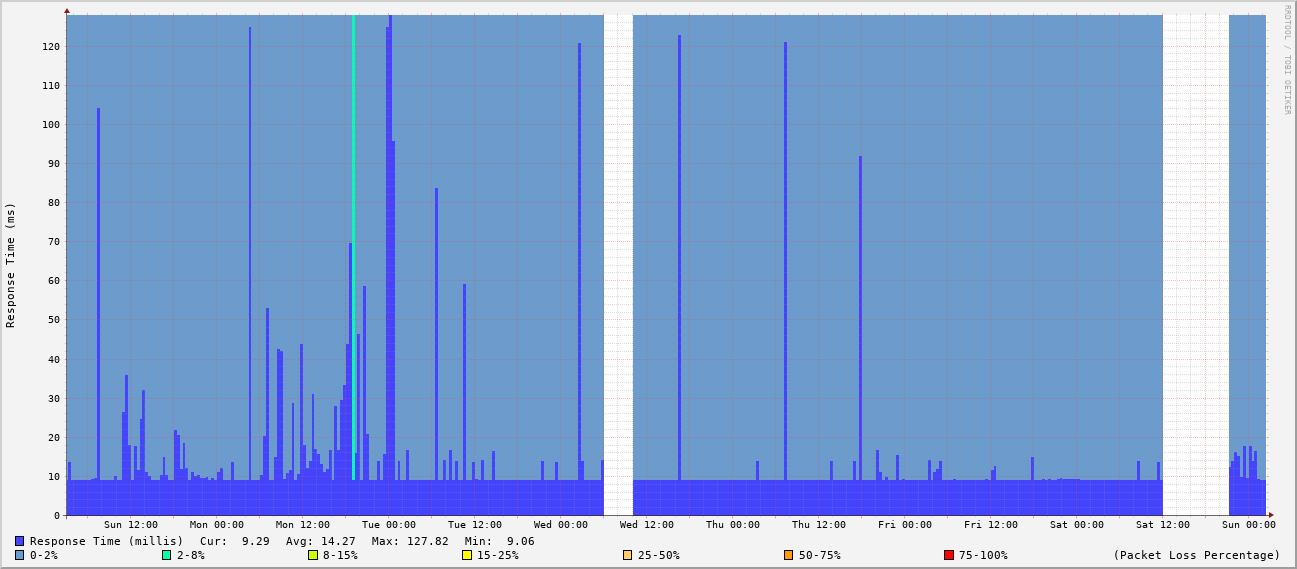 RRDTOOL / TOBI OETIKER
Response Time (ms)
120
110
100
90
80
70
60
50
40
30
20
10
0
Sun 12:00 Mon 00:00 Mon 12:00 Tue 00:00 Tue 12:00 Wed 00:00 Wed 12:00 Thu 00:00 Thu 12:00 Fri 00:00 Fri 12:00 Sat 00:00 Sat 12:00 Sun 00:00
Response Time (millis) Cur: 9.29 Avg: 14.27 Max: 127.82 Min: 9.06
0-2% 2-8% 8-15% 15-25% 25-50% 50-75% 75-100% (Packet Loss Percentage)